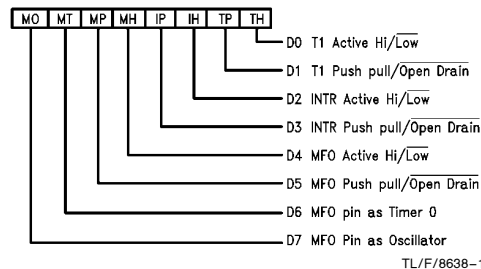 MO MT MP MH IP IH TP TH
D0 T1 Active Hi/Low
D1 T1 Push pull/Open Drain
D2 INTR Active Hi/Low
D3 INTR Push pull/Open Drain
D4 MFO Active Hi/Low
D5 MFO Push pull/Open Drain
D6 MFO pin as Timer 0
D7 MFO Pin as Oscillator